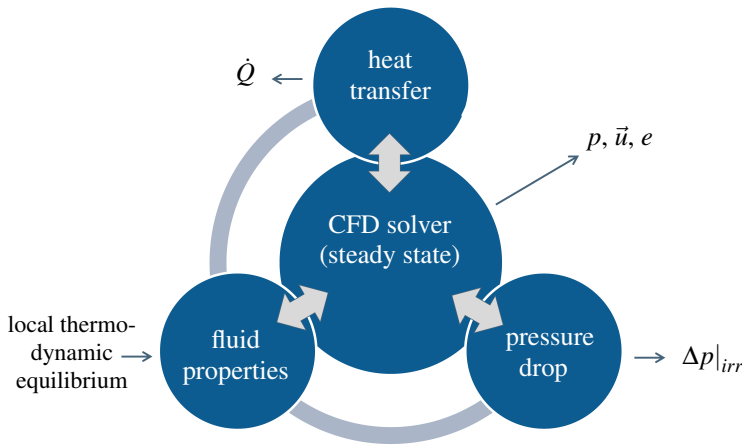 heat
transfer
Q̇
p, u⃗, e
CFD solver
(steady state)
local thermo-
dynamic
equilibrium
fluid
properties
pressure
drop
Δp|irr